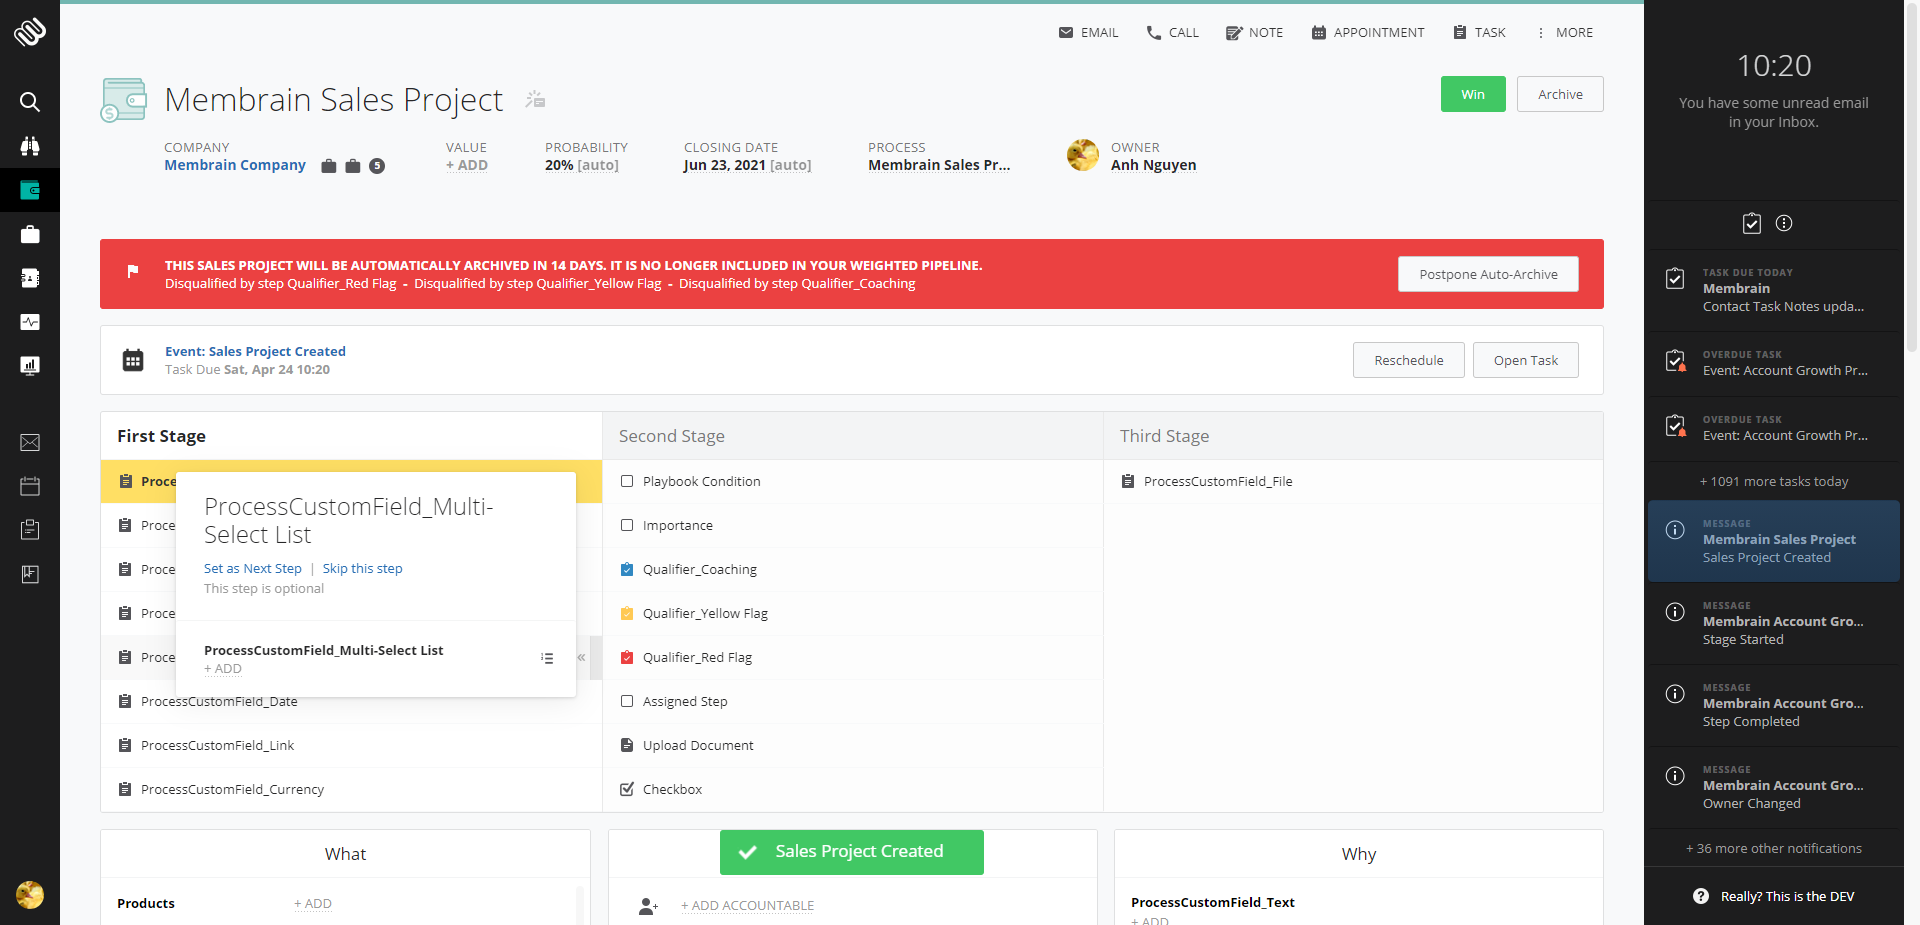 EMAIL
CALL
NOTE
APPOINTMENT
TASK
MORE
Membrain Sales Project
Win
Archive
COMPANY
Membrain Company
5
VALUE
+ ADD
PROBABILITY
20% [auto]
CLOSING DATE
Jun 23, 2021 [auto]
PROCESS
Membrain Sales Pr...
OWNER
Anh Nguyen
THIS SALES PROJECT WILL BE AUTOMATICALLY ARCHIVED IN 14 DAYS. IT IS NO LONGER INCLUDED IN YOUR WEIGHTED PIPELINE.
Disqualified by step Qualifier_Red Flag - Disqualified by step Qualifier_Yellow Flag - Disqualified by step Qualifier_Coaching
Postpone Auto-Archive
Event: Sales Project Created
Task Due Sat, Apr 24 10:20
Reschedule
Open Task
First Stage
Proce
Proce
Proce
Proce
Proce
ProcessCustomField_Date
ProcessCustomField_Link
ProcessCustomField_Currency
ProcessCustomField_Multi-
Select List
Set as Next Step | Skip this step
This step is optional
ProcessCustomField_Multi-Select List
+ ADD
«
Second Stage
Playbook Condition
Importance
Qualifier_Coaching
Qualifier_Yellow Flag
Qualifier_Red Flag
Assigned Step
Upload Document
Checkbox
Third Stage
ProcessCustomField_File
What
Products
+ ADD
Sales Project Created
+ ADD ACCOUNTABLE
Why
ProcessCustomField_Text
+ ADD
10:20
You have some unread email
in your Inbox.
TASK DUE TODAY
Membrain
Contact Task Notes upda...
OVERDUE TASK
Event: Account Growth Pr...
OVERDUE TASK
Event: Account Growth Pr...
+ 1091 more tasks today
MESSAGE
Membrain Sales Project
Sales Project Created
MESSAGE
Membrain Account Gro...
Stage Started
MESSAGE
Membrain Account Gro...
Step Completed
MESSAGE
Membrain Account Gro...
Owner Changed
+ 36 more other notifications
Really? This is the DEV